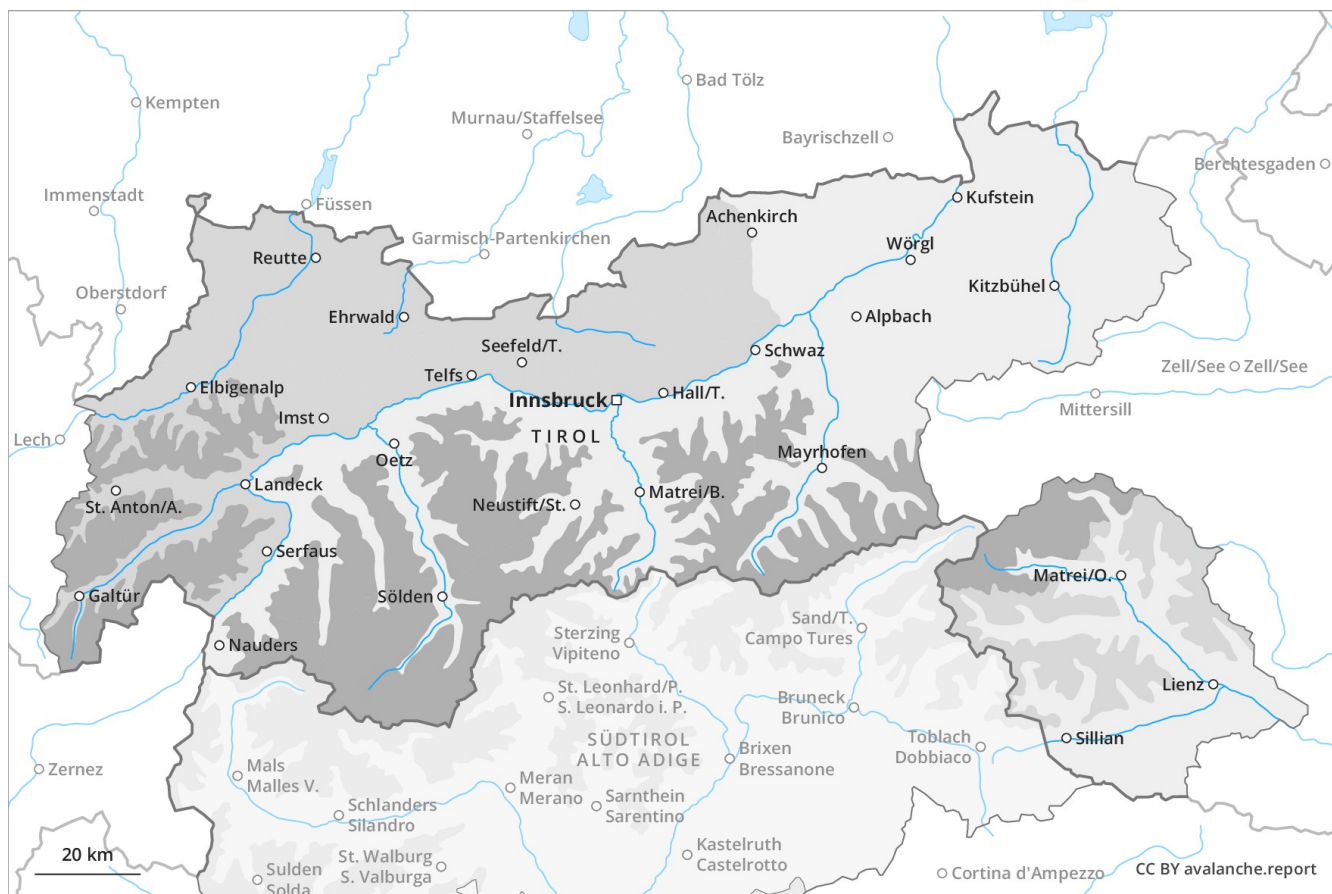 Bad Tölz
Kempten
Murnau/Staffelsee
Bayrischzell
Berchtesgaden
Immenstadt
Füssen
Kufstein
Achenkirch
Garmisch-Partenkirchen
Wörgl
Reutte
Kitzbühel
Oberstdorf
Ehrwald
Alpbach
Seefeld/T.
Schwaz
Telfs
Zell/See
Zell/See
Elbigenalp
Innsbruck
Hall/T.
Mittersill
Imst
Lech
TIROL
Oetz
Mayrhofen
Landeck
St. Anton/A.
Neustift/St.
Matrei/B.
Serfaus
Matrei/O.
Galtür
Sölden
Sand/T.
Campo Tures
Sterzing
Vipiteno
Nauders
Lienz
St. Leonhard/P.
S. Leonardo i. P.
Bruneck
Brunico
SÜDTIROL
ALTO ADIGE
Toblach
Dobbiaco
Sillian
Brixen
Bressanone
Zernez
Mals
Malles V.
Meran
Merano
Sarnthein
Sarentino
Schlanders
Silandro
Kastelruth
Castelrotto
20 km
St. Walburg
S. Valburga
Sulden
Solda
Cortina d'Ampezzo
CC BY avalanche.report